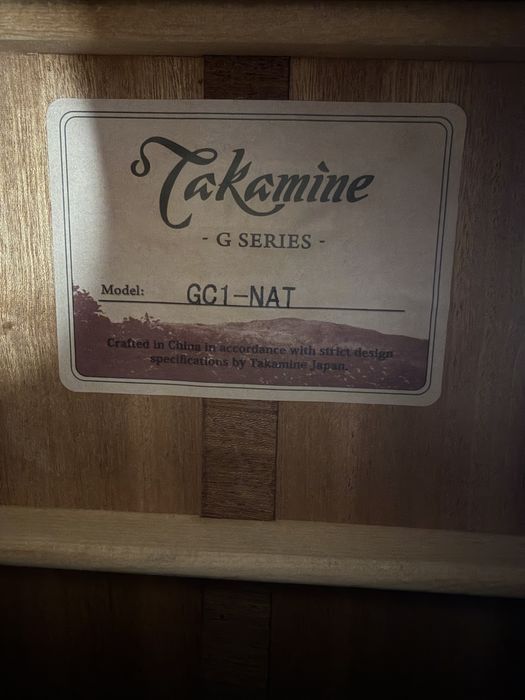 Takamine
- G SERIES -
Model: GC1-NAT
Crafted in China in accordance with strict design
specifications by Takamine Japan.